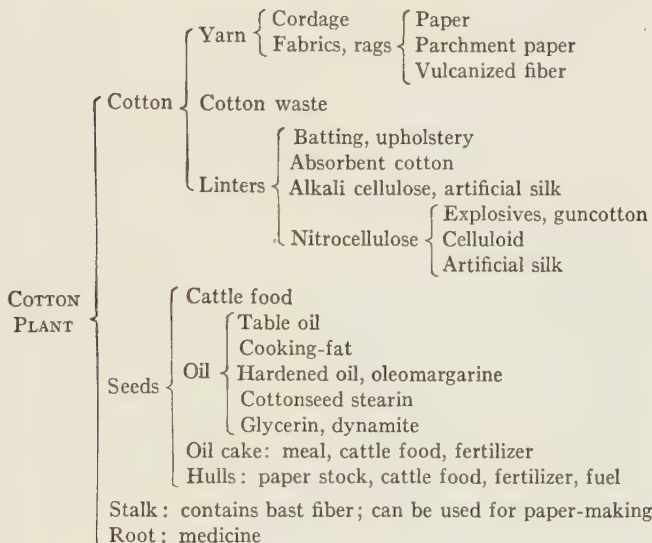 Yarn Cordage Paper
Fabrics, rags Parchment paper
Vulcanized fiber
Cotton Cotton waste
Batting, upholstery
Absorbent cotton
Linters Alkali cellulose, artificial silk
Explosives, guncotton
Nitrocellulose Celluloid
Artificial silk
COTTON PLANT
Cattle food
Table oil
Cooking-fat
Seeds Oil Hardened oil, oleomargarine
Cottonseed stearin
Glycerin, dynamite
Oil cake: meal, cattle food, fertilizer
Hulls: paper stock, cattle food, fertilizer, fuel
Stalk: contains bast fiber; can be used for paper-making
Root: medicine